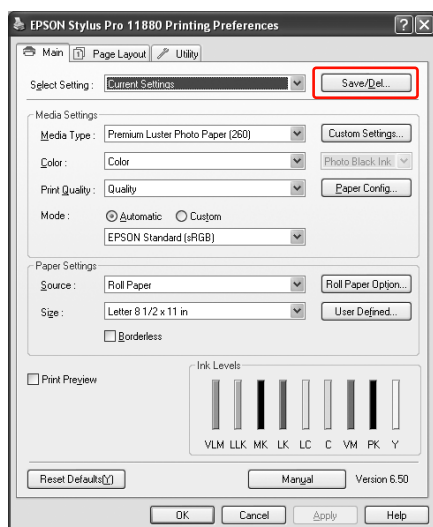 EPSON Stylus Pro 11880 Printing Preferences
Main Page Layout Utility
Select Setting : Current Settings Save/Del...
Media Settings
Media Type : Premium Luster Photo Paper (260) Custom Settings...
Color : Color Photo Black Ink
Print Quality : Quality Paper Config...
Mode : Automatic Custom
EPSON Standard (sRGB)
Paper Settings
Source : Roll Paper Roll Paper Option...
Size : Letter 8 1/2 x 11 in User Defined...
Borderless
Print Preview
Ink Levels
VLM LLK MK LK LC C VM PK Y
Reset Defaults(Y) Manual Version 6.50
OK Cancel Apply Help